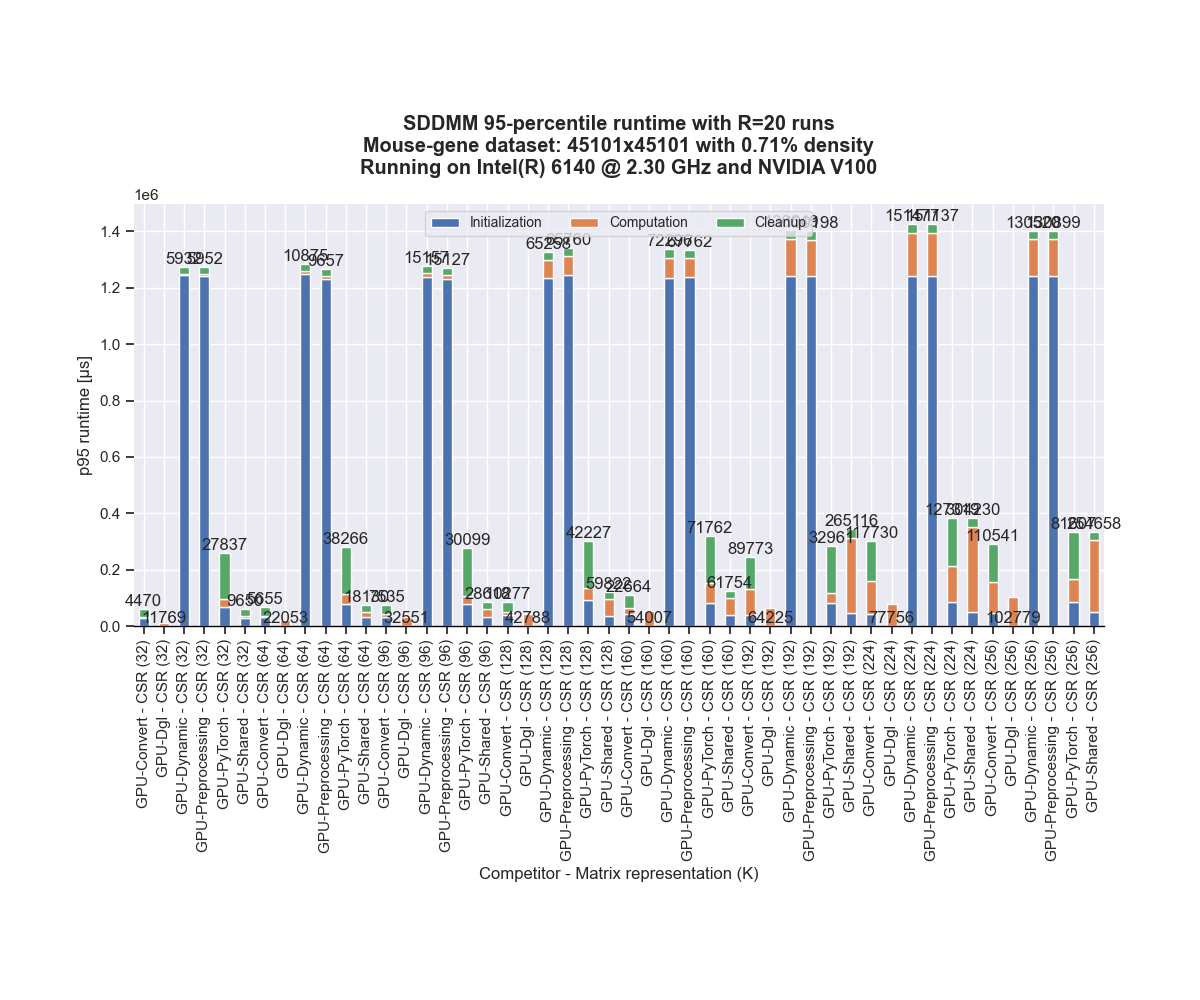 SDDMM 95-percentile runtime with R=20 runs
Mouse-gene dataset: 45101x45101 with 0.71% density
Running on Intel(R) 6140 @ 2.30 GHz and NVIDIA V100
1e6
Initialization
Computation
Cleanup
1.4
1.2
1.0
0.8
0.6
0.4
0.2
0.0
p95 runtime [µs]
4470
11769
5952
27837
5655
22053
10875
9657
38266
32551
15157
15127
30099
42788
65258
65760
42227
59822
22664
54007
67762
71762
61754
89773
64225
265116
117730
77756
110541
102779
GPU-Convert - CSR (32)
GPU-Dgl - CSR (32)
GPU-Dynamic - CSR (32)
GPU-Preprocessing - CSR (32)
GPU-PyTorch - CSR (32)
GPU-Shared - CSR (32)
GPU-Convert - CSR (64)
GPU-Dgl - CSR (64)
GPU-Dynamic - CSR (64)
GPU-Preprocessing - CSR (64)
GPU-PyTorch - CSR (64)
GPU-Shared - CSR (64)
GPU-Convert - CSR (96)
GPU-Dgl - CSR (96)
GPU-Dynamic - CSR (96)
GPU-Preprocessing - CSR (96)
GPU-PyTorch - CSR (96)
GPU-Shared - CSR (96)
GPU-Convert - CSR (128)
GPU-Dgl - CSR (128)
GPU-Dynamic - CSR (128)
GPU-Preprocessing - CSR (128)
GPU-PyTorch - CSR (128)
GPU-Shared - CSR (128)
GPU-Convert - CSR (160)
GPU-Dgl - CSR (160)
GPU-Dynamic - CSR (160)
GPU-Preprocessing - CSR (160)
GPU-PyTorch - CSR (160)
GPU-Shared - CSR (160)
GPU-Convert - CSR (192)
GPU-Dgl - CSR (192)
GPU-Dynamic - CSR (192)
GPU-Preprocessing - CSR (192)
GPU-PyTorch - CSR (192)
GPU-Shared - CSR (192)
GPU-Convert - CSR (224)
GPU-Dgl - CSR (224)
GPU-Dynamic - CSR (224)
GPU-Preprocessing - CSR (224)
GPU-PyTorch - CSR (224)
GPU-Shared - CSR (224)
GPU-Convert - CSR (256)
GPU-Dgl - CSR (256)
GPU-Dynamic - CSR (256)
GPU-Preprocessing - CSR (256)
GPU-PyTorch - CSR (256)
GPU-Shared - CSR (256)
Competitor - Matrix representation (K)